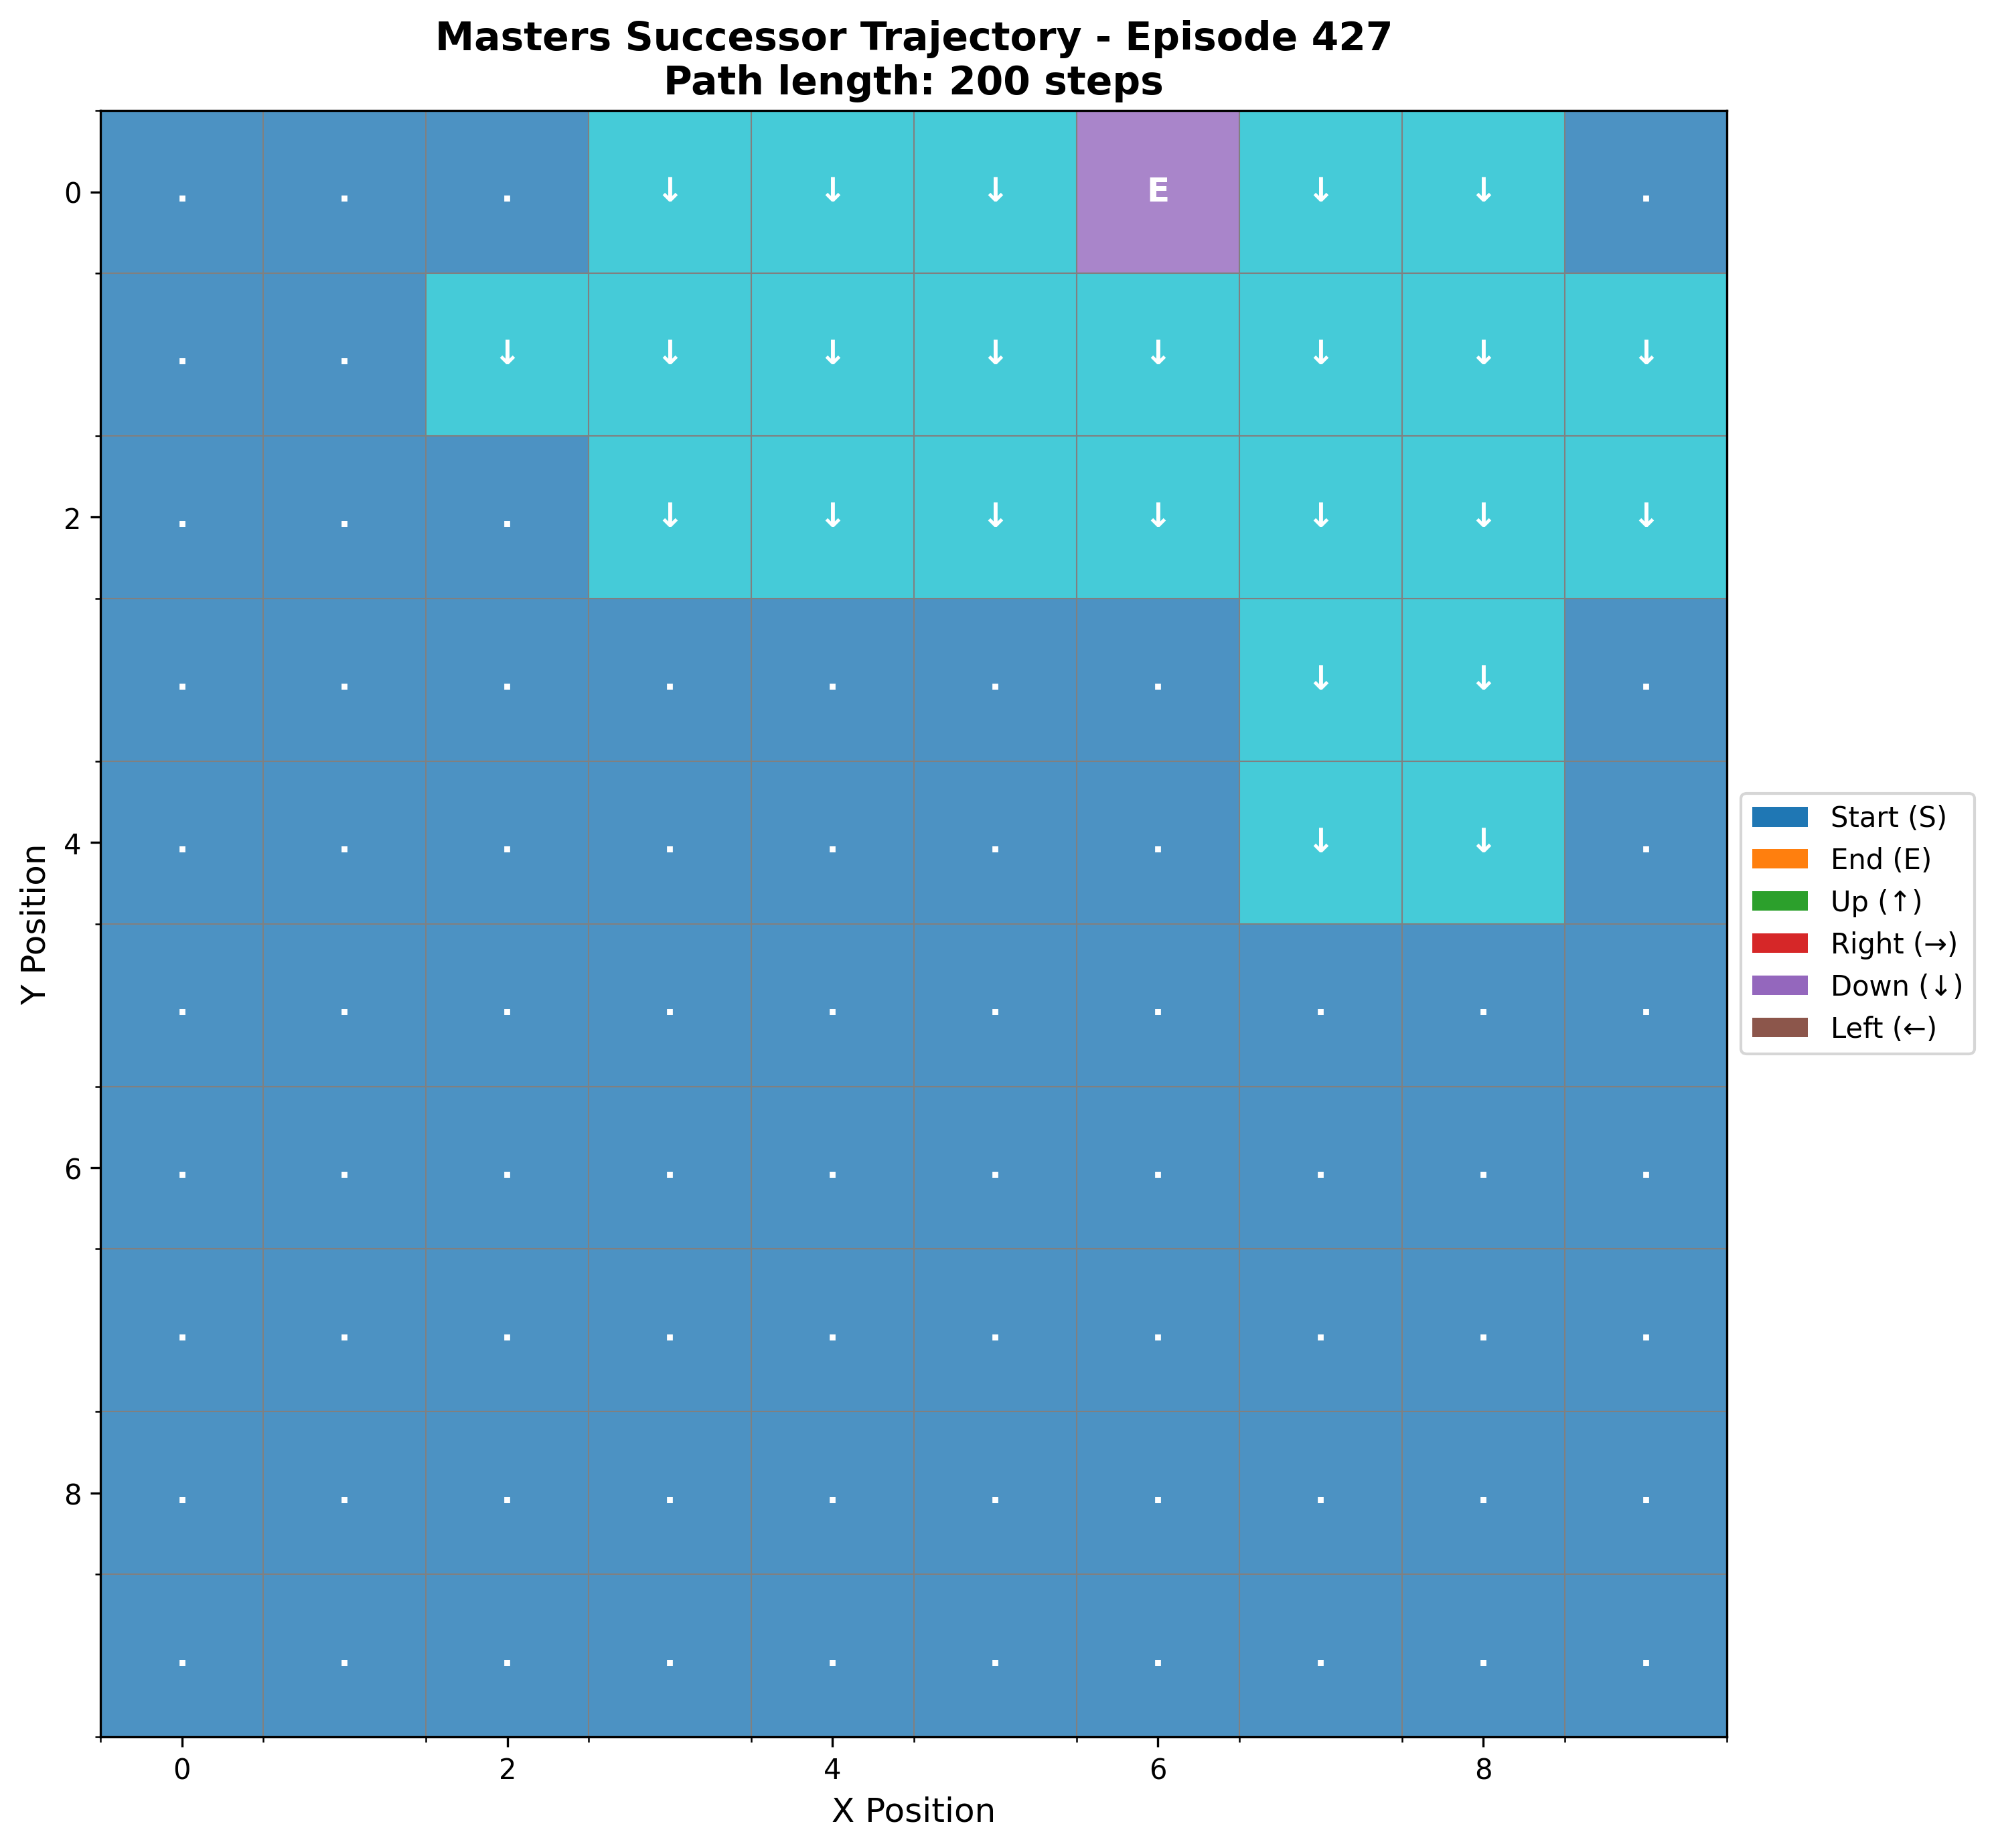 Masters Successor Trajectory - Episode 427
Path length: 200 steps
0 . . . ↓ ↓ ↓ E ↓ ↓ .
. . ↓ ↓ ↓ ↓ ↓ ↓ ↓ ↓
2 . . . ↓ ↓ ↓ ↓ ↓ ↓ ↓
. . . . . . . ↓ ↓ .
4 . . . . . . . ↓ ↓ .
. . . . . . . . . .
6 . . . . . . . . . .
. . . . . . . . . .
8 . . . . . . . . . .
. . . . . . . . . .
0 2 4 6 8
X Position
Y Position
Start (S)
End (E)
Up (↑)
Right (→)
Down (↓)
Left (←)